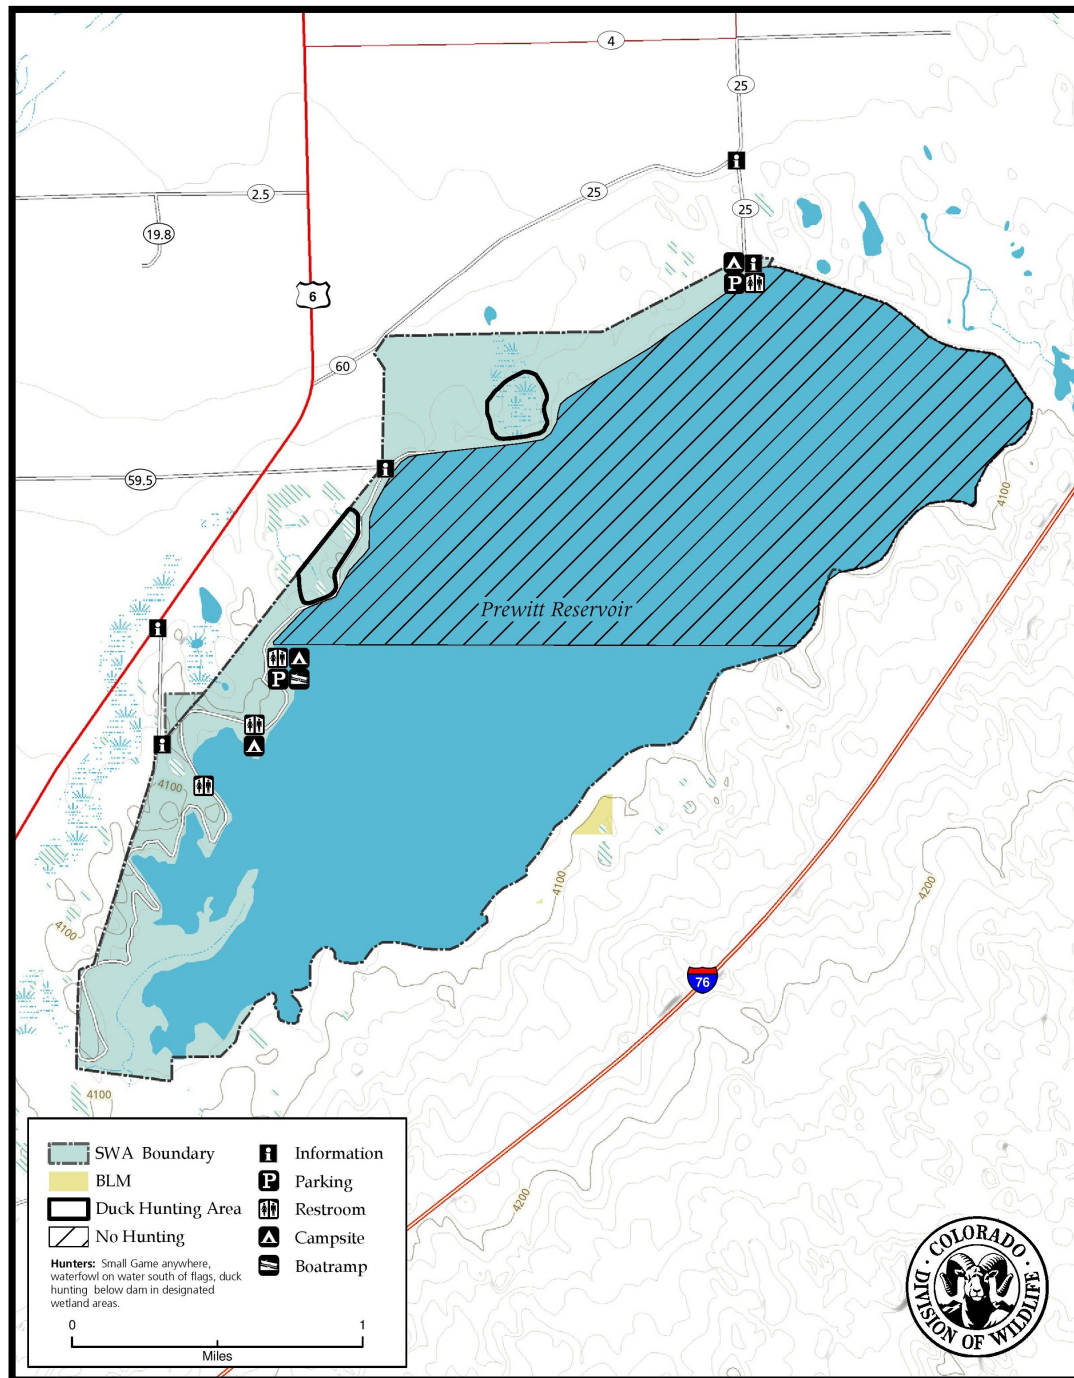 4
25
25
25
2.5
19.8
6
60
59.5
4100
Prewitt Reservoir
4100
4100
4200
4100
76
4100
4200
SWA Boundary
BLM
Duck Hunting Area
No Hunting
Information
Parking
Restroom
Campsite
Boatramp
Hunters: Small Game anywhere,
waterfowl on water south of flags, duck
hunting below dam in designated
wetland areas.
0 1
Miles
COLORADO
DIVISION OF WILDLIFE
i
i
P
i
i
P
i
i
P